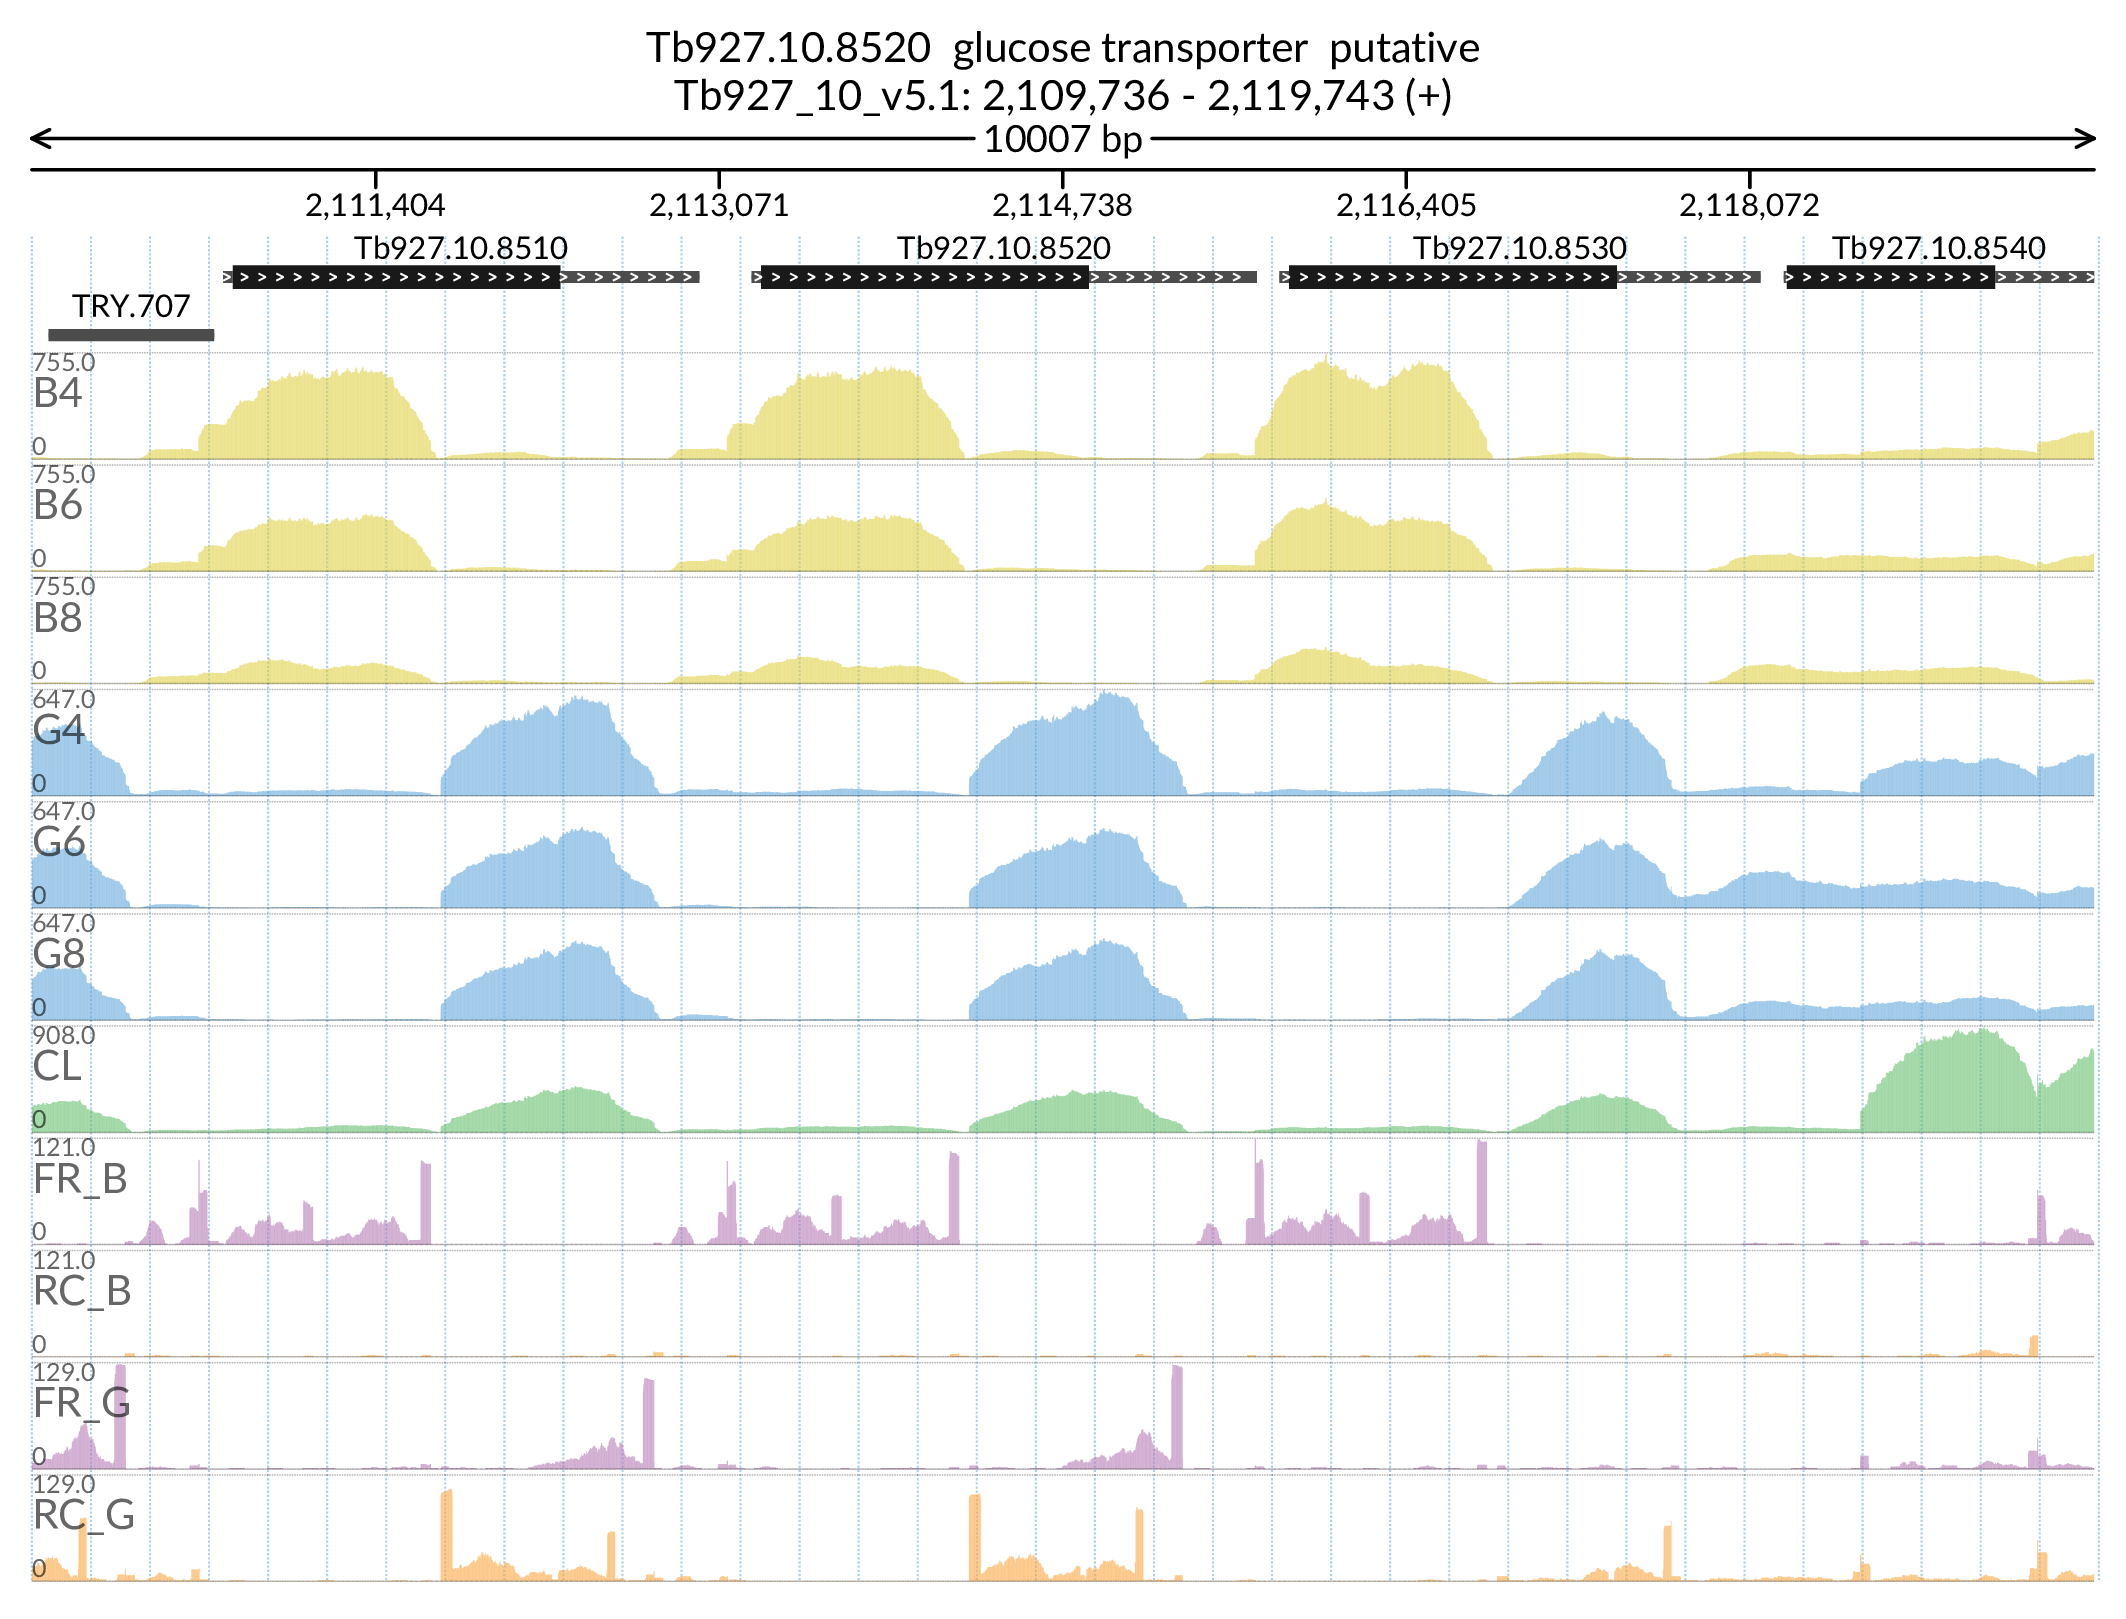 Tb927.10.8520  glucose transporter  putative
Tb927_10_v5.1: 2,109,736 - 2,119,743 (+)
10007 bp
2,111,404 2,113,071 2,114,738 2,116,405 2,118,072
Tb927.10.8510 Tb927.10.8520 Tb927.10.8530 Tb927.10.8540
TRY.707
755.0
B4
0
755.0
B6
0
755.0
B8
0
647.0
G4
0
647.0
G6
0
647.0
G8
0
908.0
CL
0
121.0
FR_B
0
121.0
RC_B
0
129.0
FR_G
0
129.0
RC_G
0